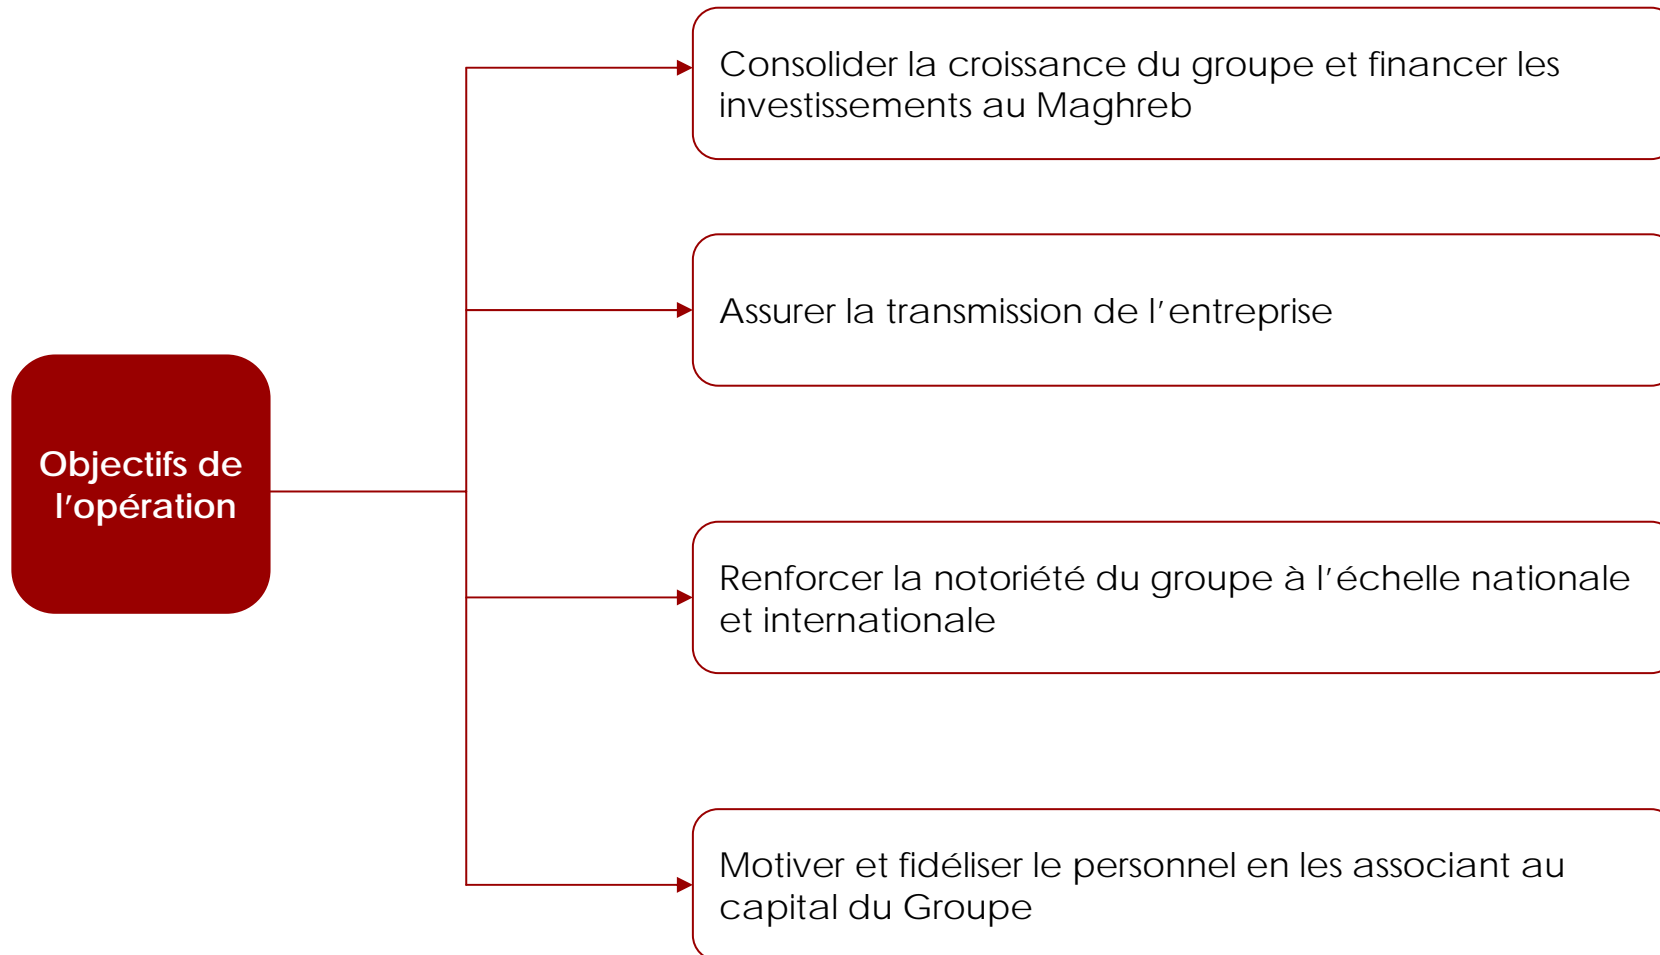 Consolider la croissance du groupe et financer les
investissements au Maghreb
Assurer la transmission de l’entreprise
Objectifs de
l’opération
Renforcer la notoriété du groupe à l’échelle nationale
et internationale
Motiver et fidéliser le personnel en les associant au
capital du Groupe